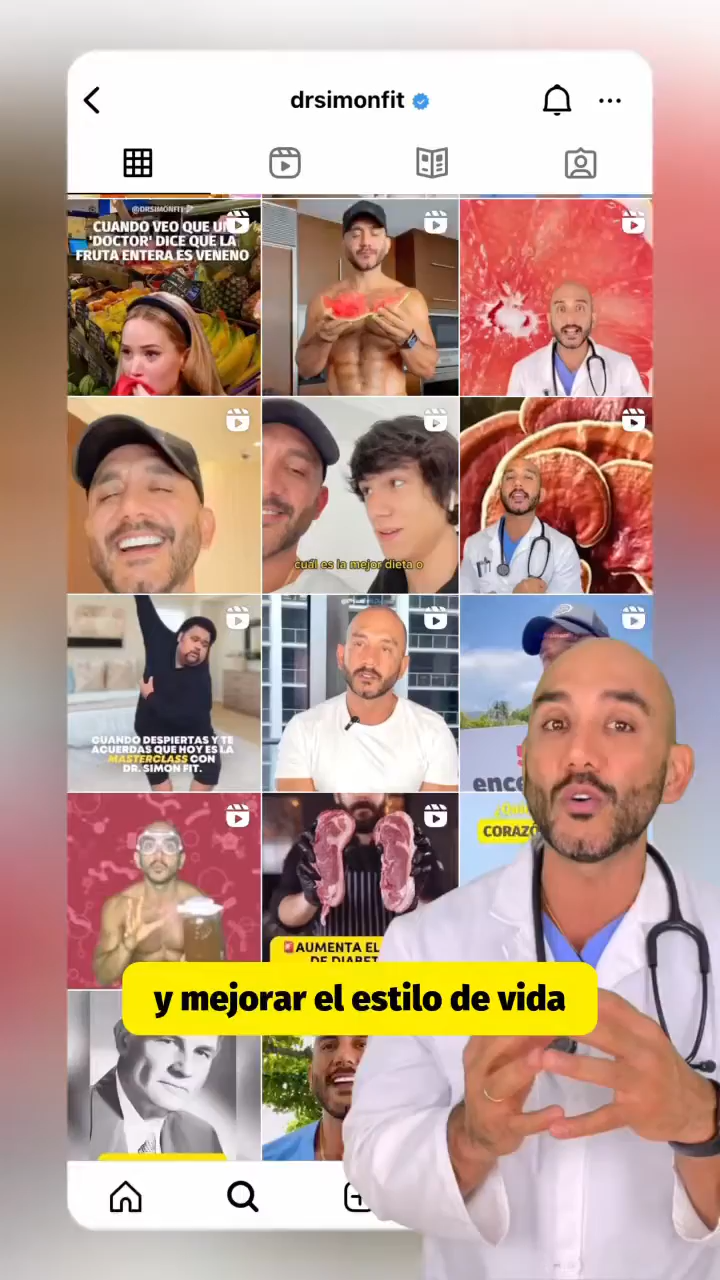 drsimonfit
@DRSIMONFIT
CUANDO VEO QUE UN
'DOCTOR' DICE QUE LA
FRUTA ENTERA ES VENENO
cuál es la mejor dieta o
CUANDO DESPIERTAS Y TE
ACUERDAS QUE HOY ES LA
MASTERCLASS CON
DR. SIMON FIT.
ence
CORAZÓ
🚨AUMENTA EL
DE DIABET
y mejorar el estilo de vida